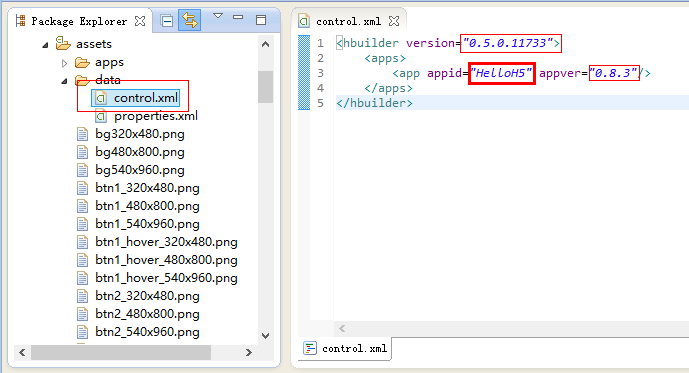 Package Explorer
assets
apps
data
control.xml
properties.xml
bg320x480.png
bg480x800.png
bg540x960.png
btn1_320x480.png
btn1_480x800.png
btn1_540x960.png
btn1_hover_320x480.png
btn1_hover_480x800.png
btn1_hover_540x960.png
btn2_320x480.png
btn2_480x800.png
btn2_540x960.png
control.xml
1 <hbuilder version="0.5.0.11733">
2 <apps>
3 <app appid="HelloH5" appver="0.8.3"/>
4 </apps>
5 </hbuilder>
control.xml